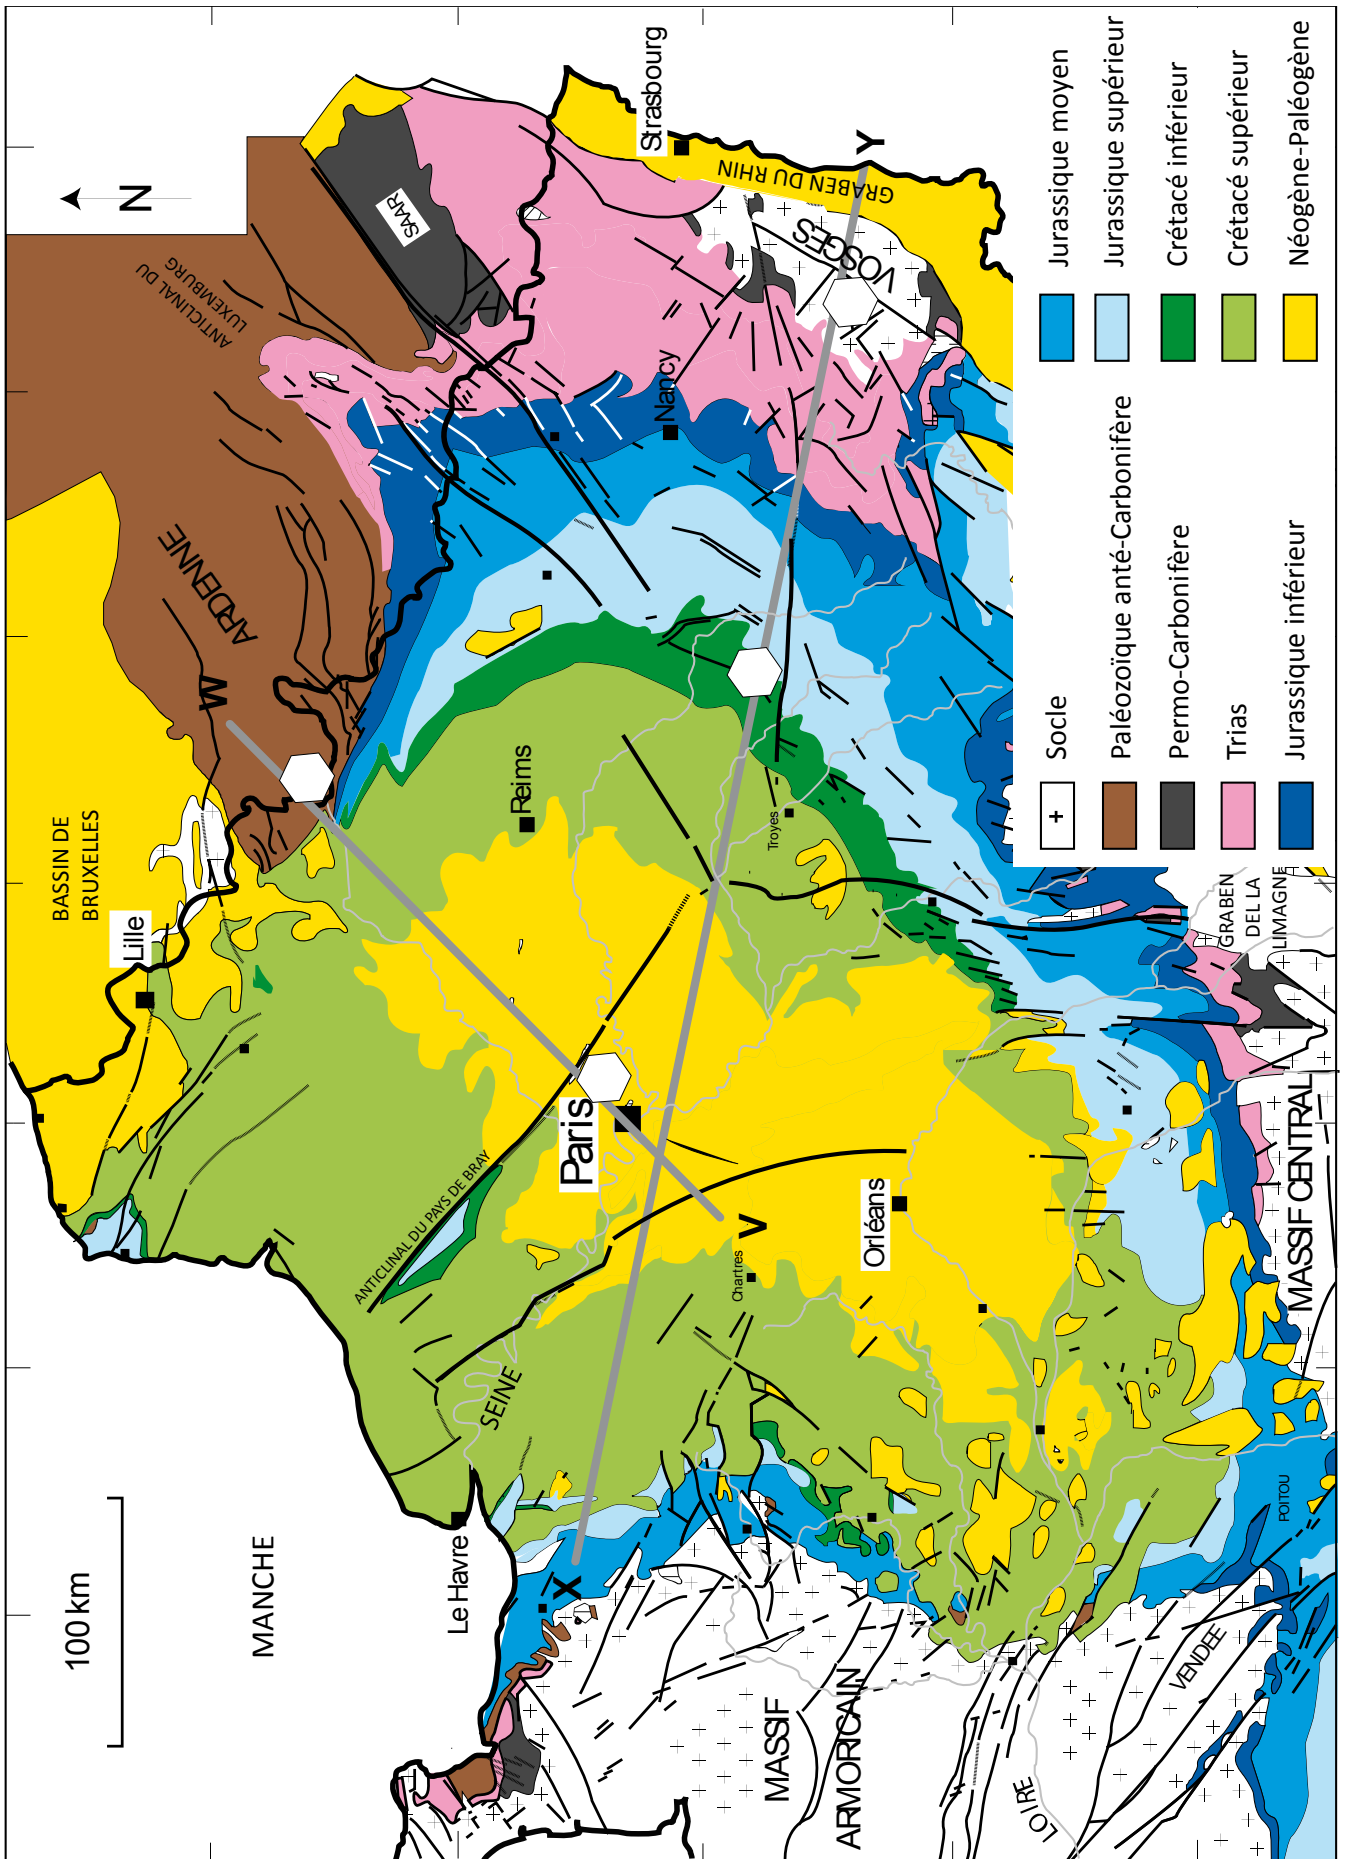 N
100 km
MANCHE
Le Havre
SEINE
X
MASSIF
ARMORICAIN
LOIRE
VENDEE
POITOU
BASSIN DE
BRUXELLES
Lille
ARDENNE
W
ANTICLINAL DU
LUXEMBURG
SAAR
Strasbourg
GRABEN DU RHIN
VOSGES
Y
Nancy
Reims
Troyes
ANTICLINAL DU PAYS DE BRAY
Paris
V
Chartres
Orléans
MASSIF CENTRAL
GRABEN
DEL LA
LIMAGNE
+ Socle
Paléozoïque anté-Carbonifère
Permo-Carbonifère
Trias
Jurassique inférieur
Jurassique moyen
Jurassique supérieur
Crétacé inférieur
Crétacé supérieur
Néogène-Paléogène